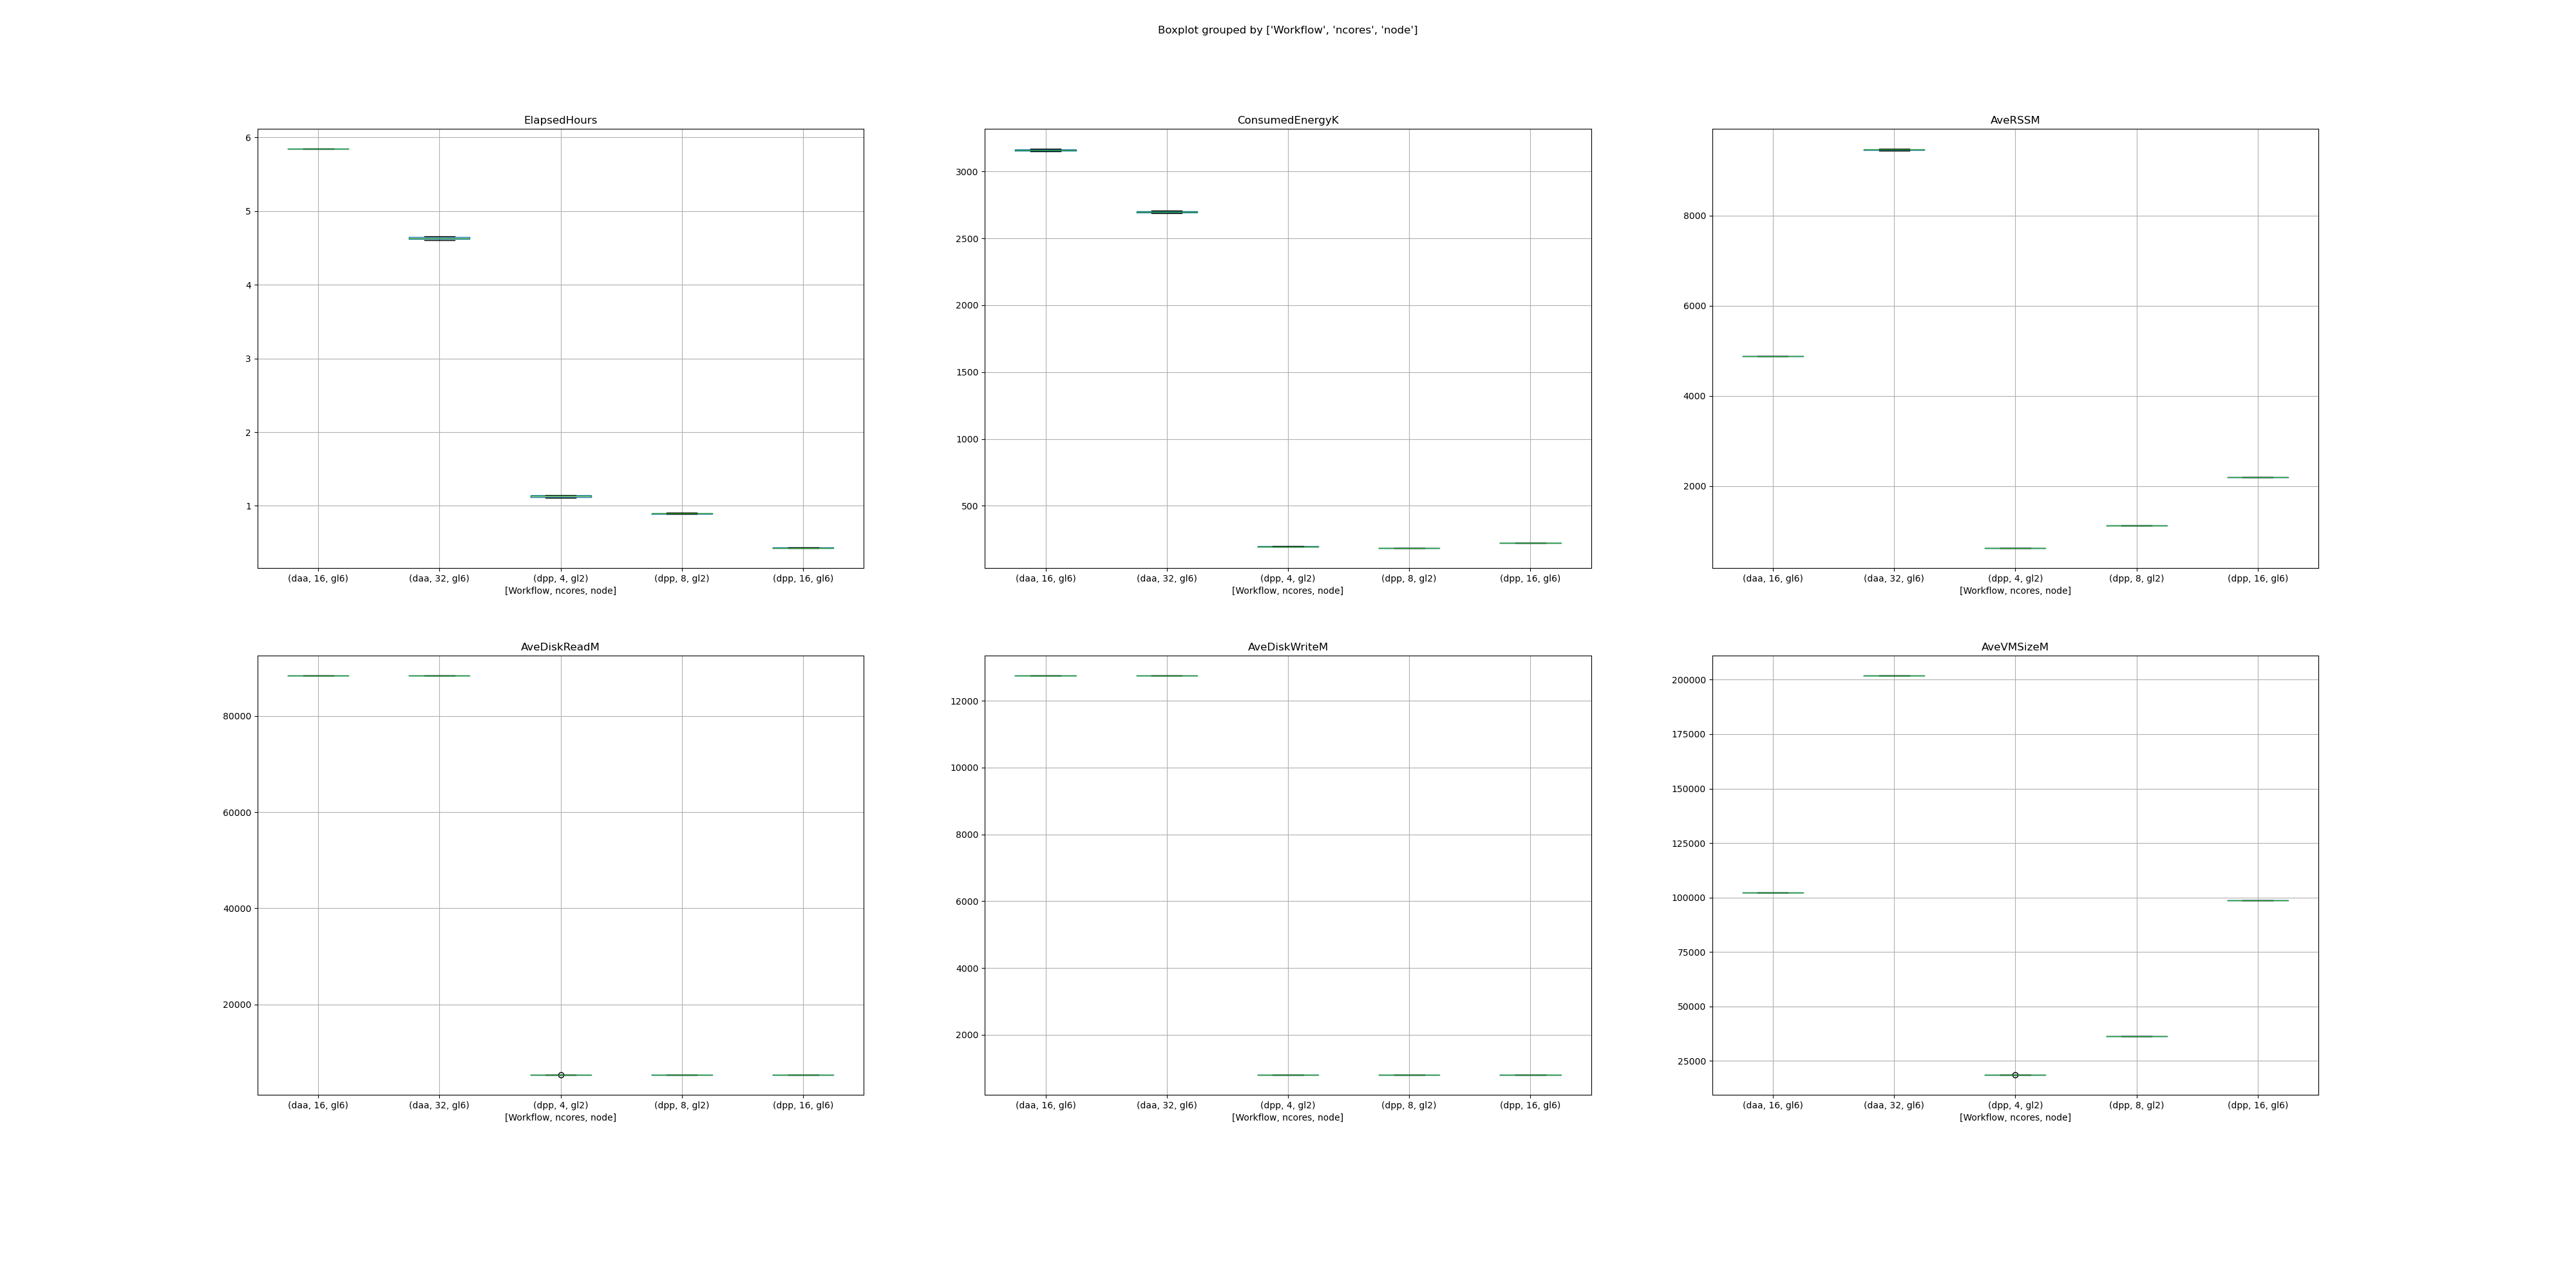 Boxplot grouped by ['Workflow', 'ncores', 'node']
ElapsedHours
6
5
4
3
2
1
(daa, 16, gl6) (daa, 32, gl6) (dpp, 4, gl2) (dpp, 8, gl2) (dpp, 16, gl6)
[Workflow, ncores, node]
ConsumedEnergyK
3000
2500
2000
1500
1000
500
(daa, 16, gl6) (daa, 32, gl6) (dpp, 4, gl2) (dpp, 8, gl2) (dpp, 16, gl6)
[Workflow, ncores, node]
AveRSSM
8000
6000
4000
2000
(daa, 16, gl6) (daa, 32, gl6) (dpp, 4, gl2) (dpp, 8, gl2) (dpp, 16, gl6)
[Workflow, ncores, node]
AveDiskReadM
80000
60000
40000
20000
(daa, 16, gl6) (daa, 32, gl6) (dpp, 4, gl2) (dpp, 8, gl2) (dpp, 16, gl6)
[Workflow, ncores, node]
AveDiskWriteM
12000
10000
8000
6000
4000
2000
(daa, 16, gl6) (daa, 32, gl6) (dpp, 4, gl2) (dpp, 8, gl2) (dpp, 16, gl6)
[Workflow, ncores, node]
AveVMSizeM
200000
175000
150000
125000
100000
75000
50000
25000
(daa, 16, gl6) (daa, 32, gl6) (dpp, 4, gl2) (dpp, 8, gl2) (dpp, 16, gl6)
[Workflow, ncores, node]